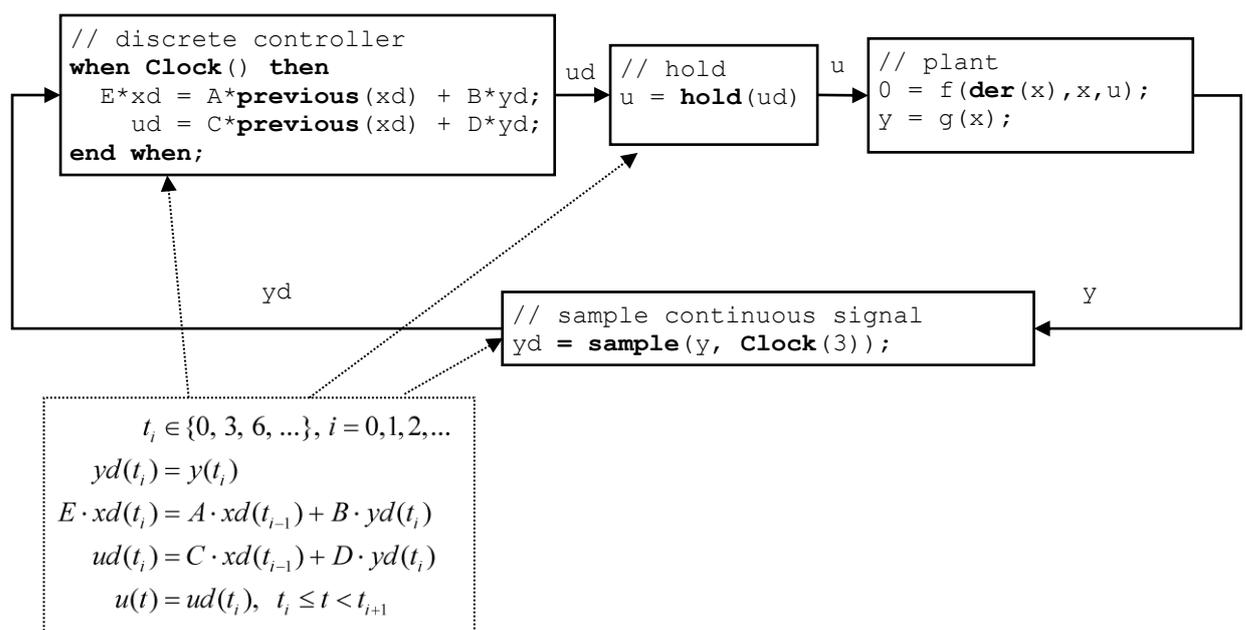 // discrete controller
when Clock() then
E*xd = A*previous(xd) + B*yd;
ud = C*previous(xd) + D*yd;
end when;
ud
// hold
u = hold(ud)
u
// plant
0 = f(der(x),x,u);
y = g(x);
yd
// sample continuous signal
yd = sample(y, Clock(3));
y
t_i ∈ {0, 3, 6, ...}, i = 0,1,2,...
yd(t_i) = y(t_i)
E · xd(t_i) = A · xd(t_{i−1}) + B · yd(t_i)
ud(t_i) = C · xd(t_{i−1}) + D · yd(t_i)
u(t) = ud(t_i), t_i ≤ t < t_{i+1}